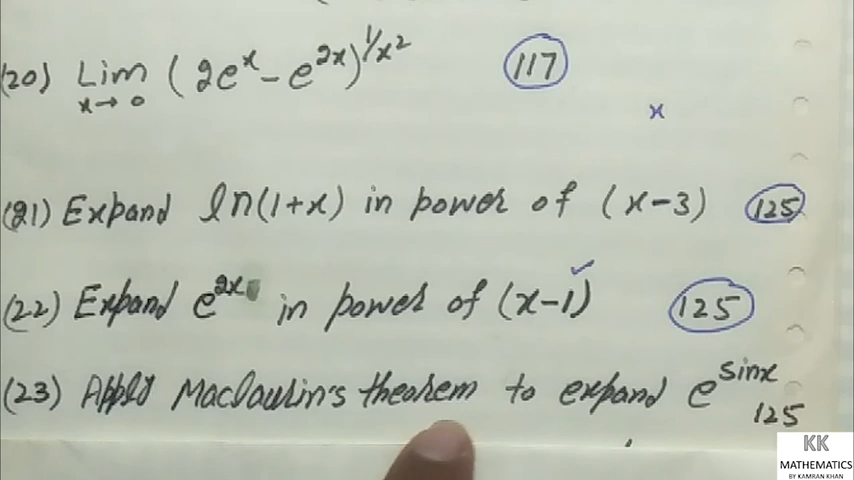 (20) Lim x→0 (2e^x - e^2x)^1/x^2 117
x
(21) Expand ln(1+x) in power of (x-3) 125
(22) Expand e^2x in power of (x-1) 125
(23) Apply Maclaurin's theorem to expand e^sinx 125
KK
MATHEMATICS
BY KAMRAN KHAN